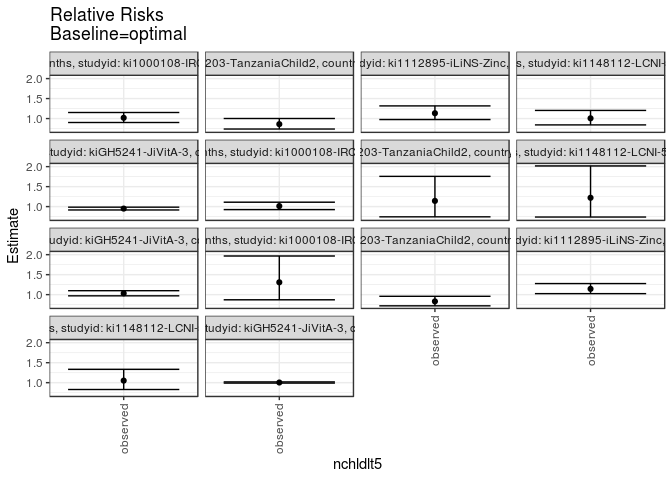 Relative Risks
Baseline=optimal
nths, studyid: ki1000108-IRC
203-TanzaniaChild2, countr
dyid: ki1112895-iLiNS-Zinc,
s, studyid: ki1148112-LCNI-
2.0
1.5
1.0
tudyid: kiGH5241-JiVitA-3, c
nths, studyid: ki1000108-IRC
203-TanzaniaChild2, country
s, studyid: ki1148112-LCNI-5
2.0
1.5
1.0
udyid: kiGH5241-JiVitA-3, c
nths, studyid: ki1000108-IRC
203-TanzaniaChild2, countr
dyid: ki1112895-iLiNS-Zinc,
2.0
1.5
1.0
s, studyid: ki1148112-LCNI-
tudyid: kiGH5241-JiVitA-3, c
2.0
1.5
1.0
observed
observed
observed
observed
Estimate
nchldlt5